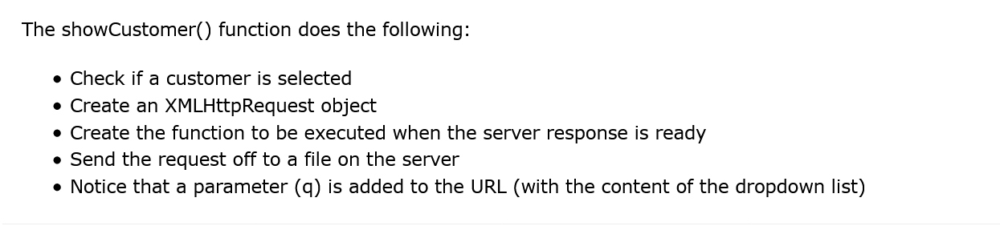 The showCustomer() function does the following:
• Check if a customer is selected
• Create an XMLHttpRequest object
• Create the function to be executed when the server response is ready
• Send the request off to a file on the server
• Notice that a parameter (q) is added to the URL (with the content of the dropdown list)